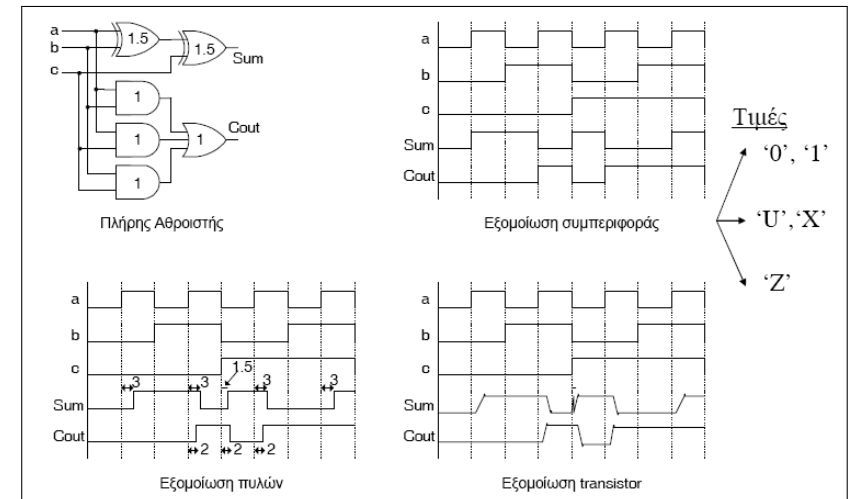 a
b
c
1.5
1.5
Sum
1
1
1
1
Cout
Πλήρης Αθροιστής
a
b
c
Sum
Cout
Εξομοίωση συμπεριφοράς
Τιμές
‘0’, ‘1’
‘U’,‘X’
‘Z’
a
b
c
1.5
3
3
3
3
Sum
Cout
2
2
2
Εξομοίωση πυλών
a
b
c
Sum
Cout
Εξομοίωση transistor